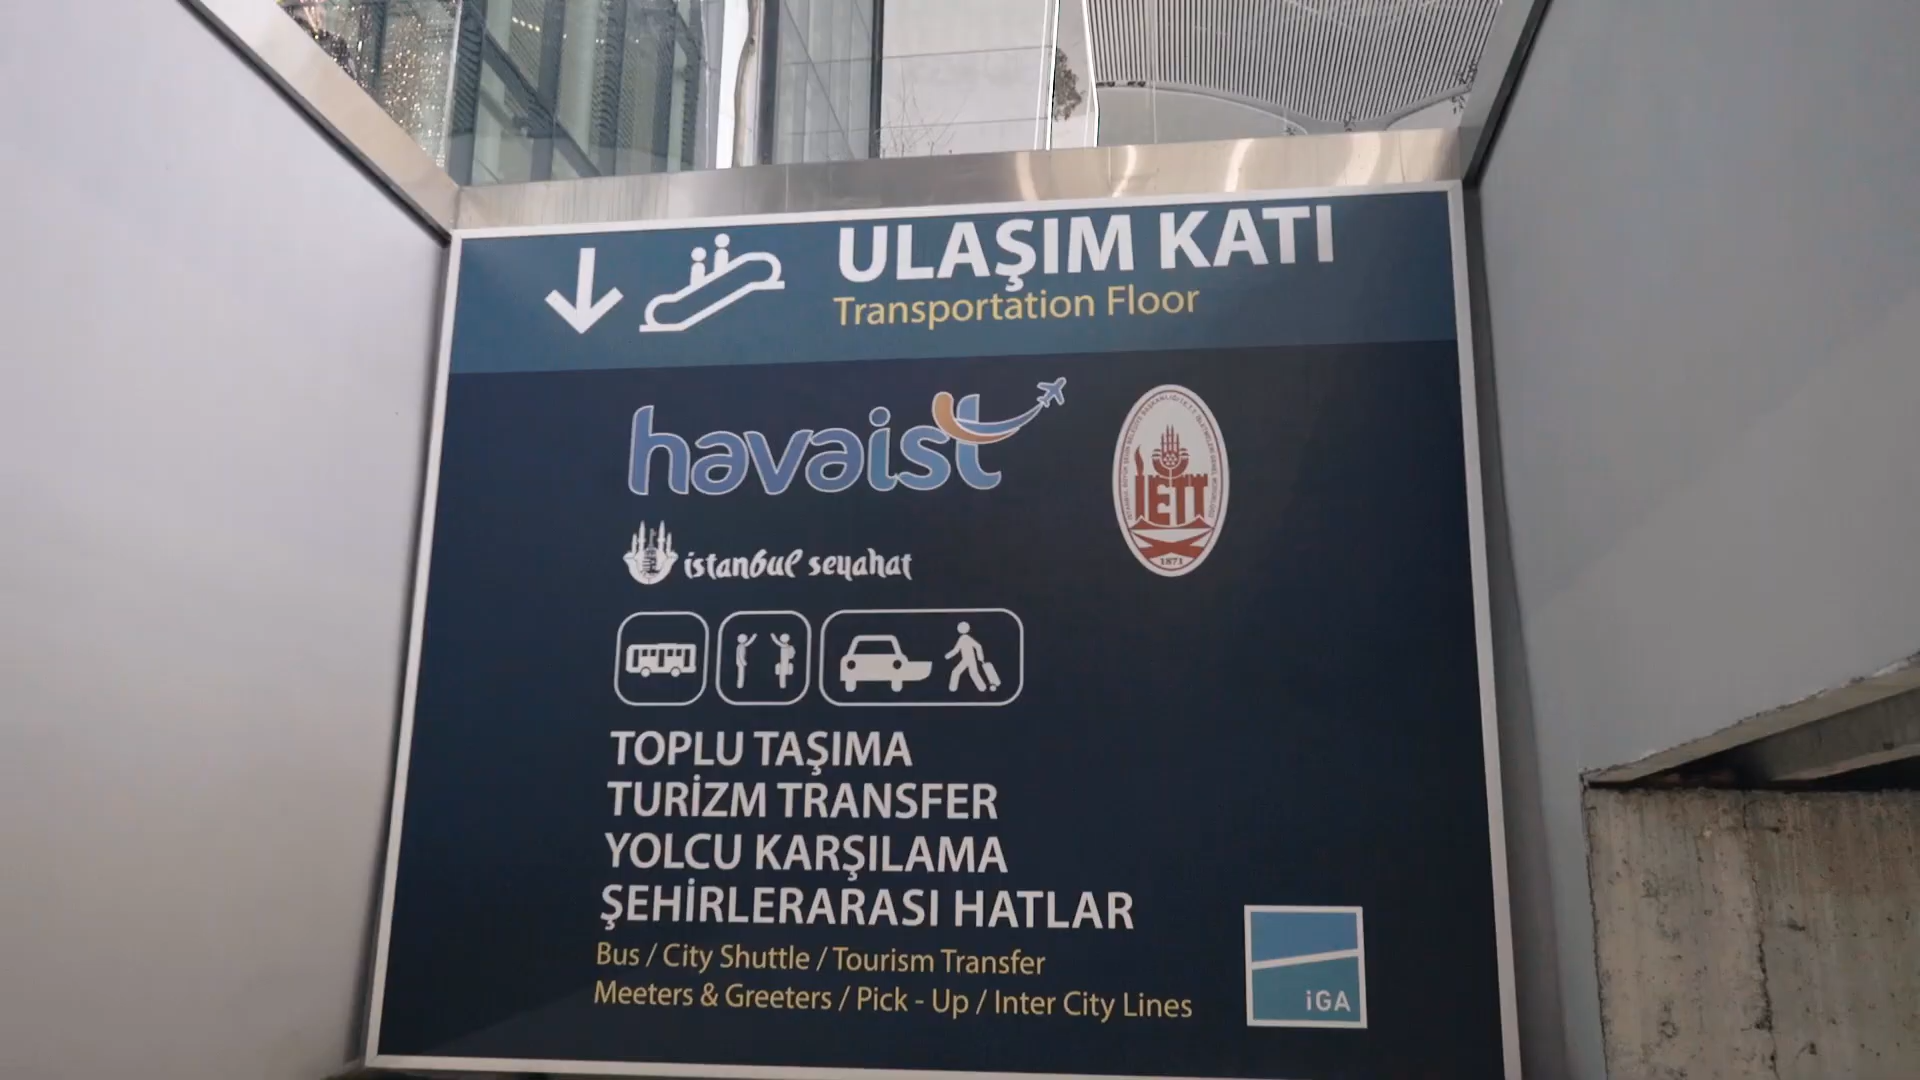 ULAŞIM KATI
Transportation Floor
havaist
İETT
1871
istanbul seyahat
TOPLU TAŞIMA
TURİZM TRANSFER
YOLCU KARŞILAMA
ŞEHİRLERARASI HATLAR
Bus / City Shuttle / Tourism Transfer
Meeters & Greeters / Pick - Up / Inter City Lines
iGA